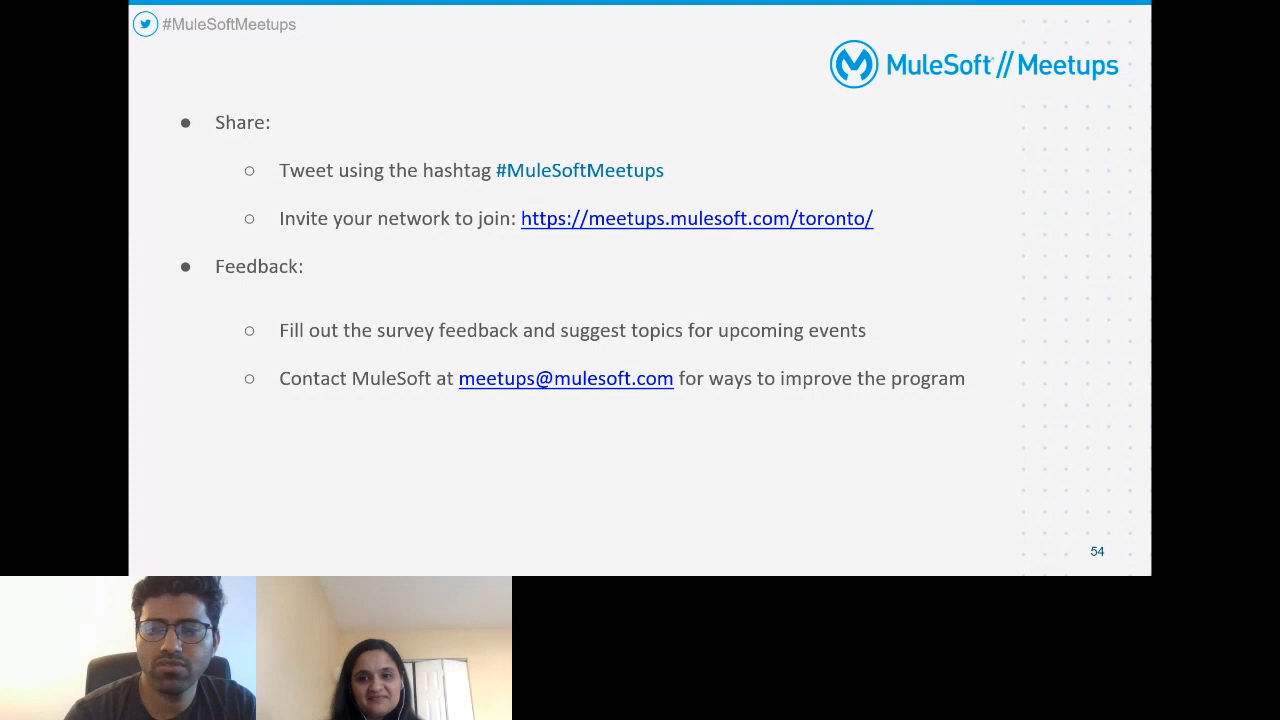 #MuleSoftMeetups
MuleSoft // Meetups
● Share:
○ Tweet using the hashtag #MuleSoftMeetups
○ Invite your network to join: https://meetups.mulesoft.com/toronto/
● Feedback:
○ Fill out the survey feedback and suggest topics for upcoming events
○ Contact MuleSoft at meetups@mulesoft.com for ways to improve the program
54